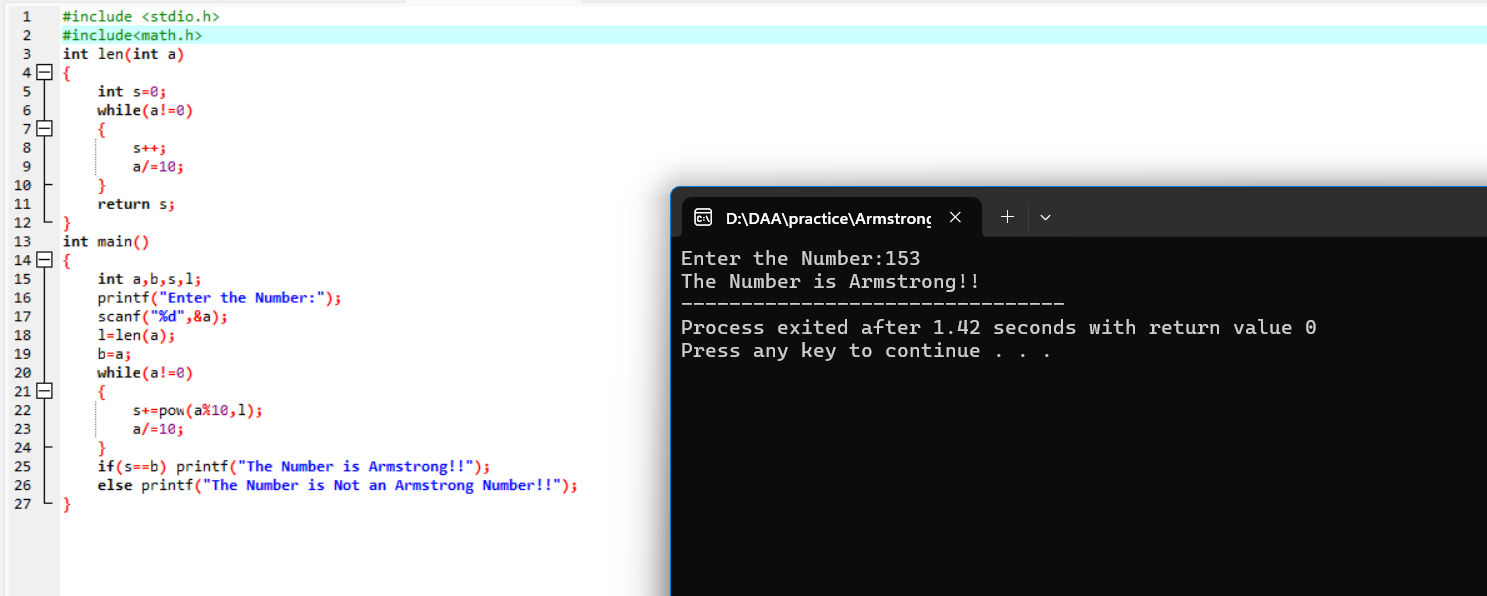 1 #include <stdio.h>
2 #include<math.h>
3 int len(int a)
4 {
5 int s=0;
6 while(a!=0)
7 {
8 s++;
9 a/=10;
10 }
11 return s;
12 }
13 int main()
14 {
15 int a,b,s,l;
16 printf("Enter the Number:");
17 scanf("%d",&a);
18 l=len(a);
19 b=a;
20 while(a!=0)
21 {
22 s+=pow(a%10,l);
23 a/=10;
24 }
25 if(s==b) printf("The Number is Armstrong!!");
26 else printf("The Number is Not an Armstrong Number!!");
27 }
D:\DAA\practice\Armstrong
Enter the Number:153
The Number is Armstrong!!
--------------------------------
Process exited after 1.42 seconds with return value 0
Press any key to continue . . .